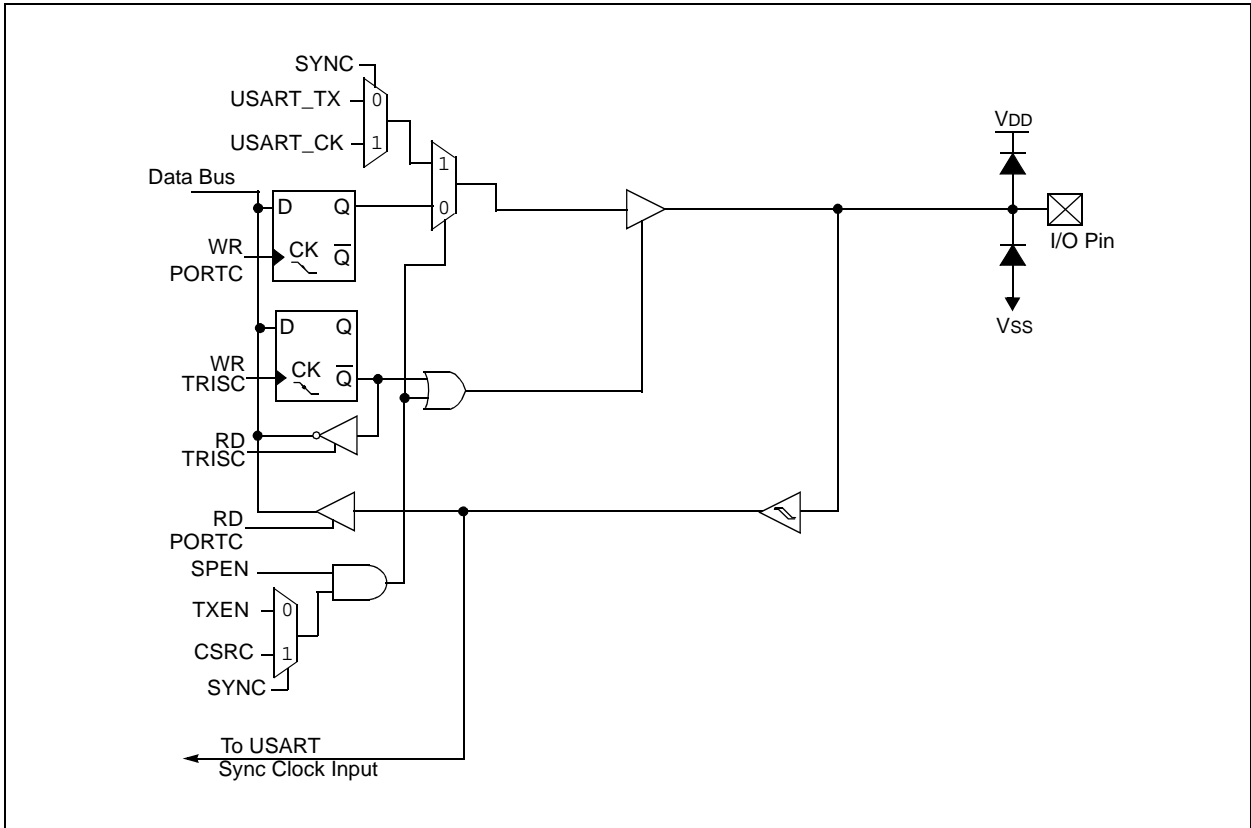 SYNC
USART_TX
0
USART_CK
1
VDD
Data Bus
1
0
D
Q
WR
PORTC
CK
Q̅
I/O Pin
VSS
D
Q
WR
TRISC
CK
Q̅
RD
TRISC
RD
PORTC
SPEN
TXEN
0
CSRC
1
SYNC
To USART
Sync Clock Input